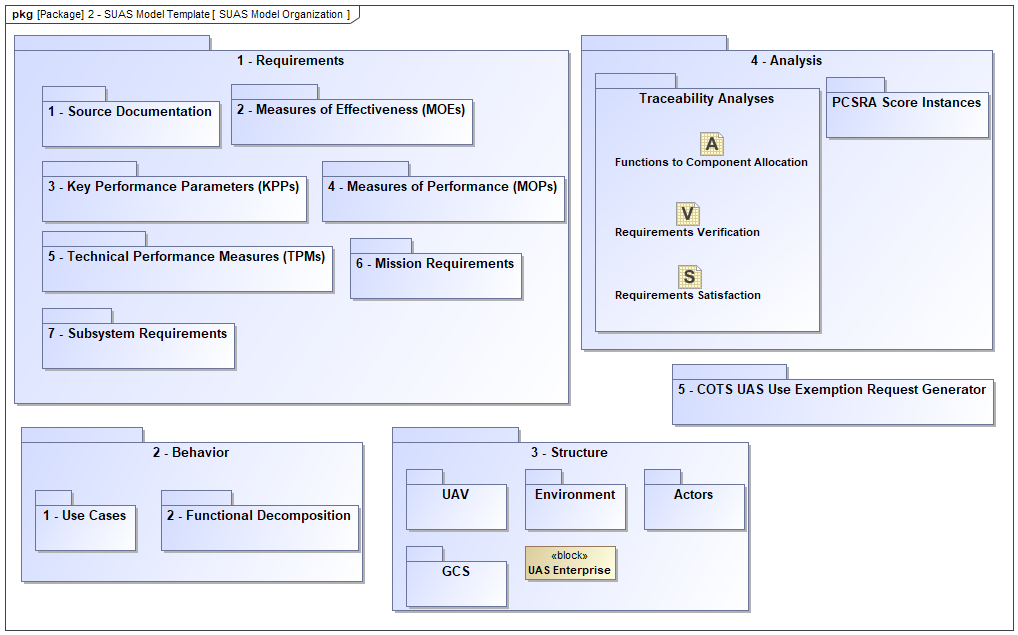 pkg [Package] 2 - SUAS Model Template [ SUAS Model Organization ]
1 - Requirements
1 - Source Documentation
2 - Measures of Effectiveness (MOEs)
3 - Key Performance Parameters (KPPs)
4 - Measures of Performance (MOPs)
5 - Technical Performance Measures (TPMs)
6 - Mission Requirements
7 - Subsystem Requirements
4 - Analysis
Traceability Analyses
A
Functions to Component Allocation
V
Requirements Verification
S
Requirements Satisfaction
PCSRA Score Instances
5 - COTS UAS Use Exemption Request Generator
2 - Behavior
1 - Use Cases
2 - Functional Decomposition
3 - Structure
UAV
Environment
Actors
GCS
«block»
UAS Enterprise